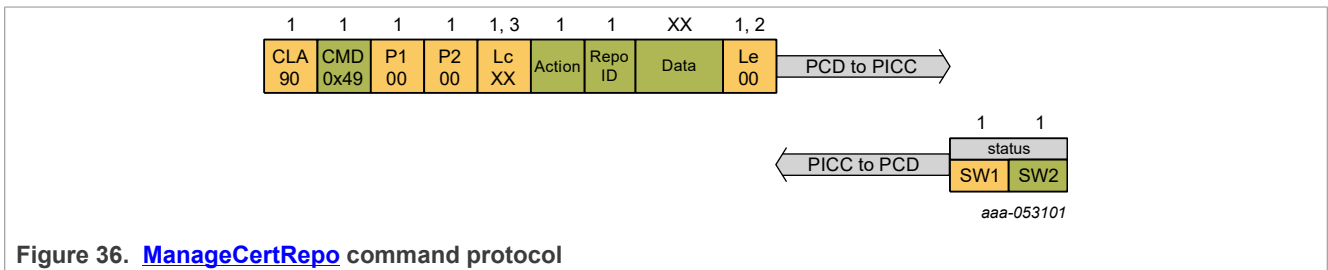 1 1 1 1 1, 3 1 1 XX 1, 2
CLA CMD P1 P2 Lc Action Repo Data Le
90 0x49 00 00 XX ID 00
PCD to PICC
1 1
status
PICC to PCD
SW1 SW2
aaa-053101
Figure 36. ManageCertRepo command protocol